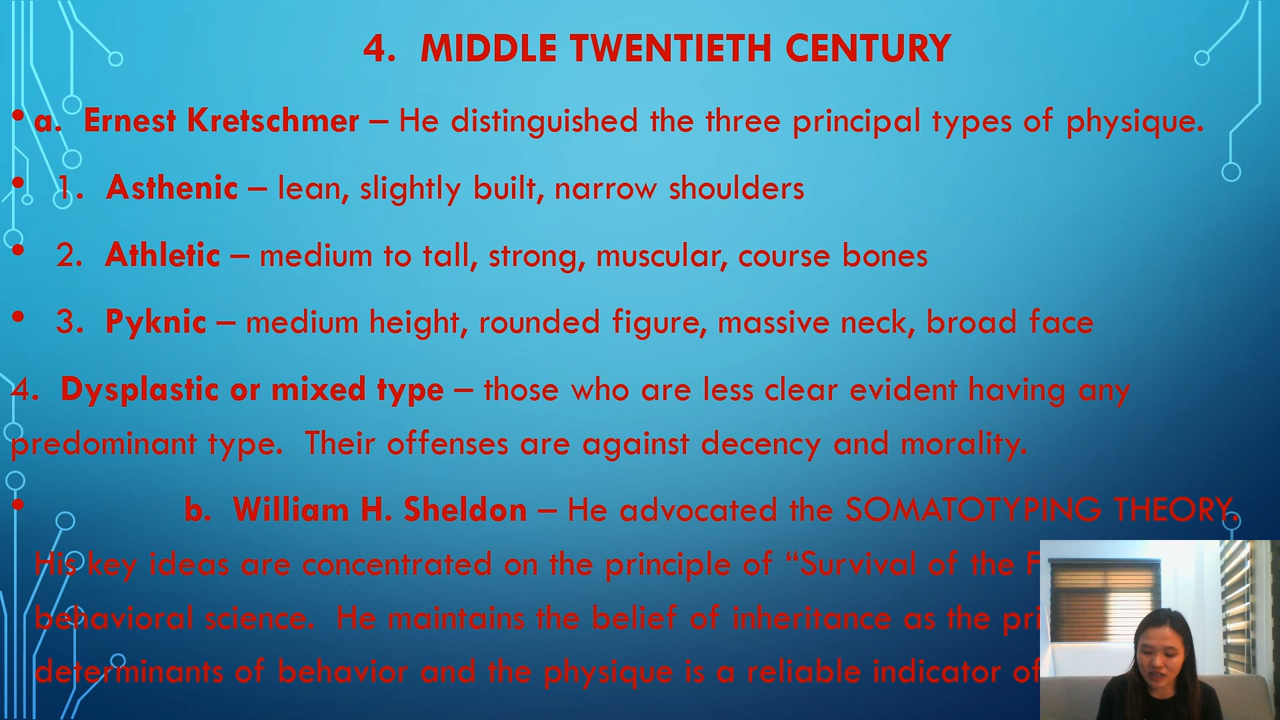 4. MIDDLE TWENTIETH CENTURY
• a. Ernest Kretschmer – He distinguished the three principal types of physique.
• 1. Asthenic – lean, slightly built, narrow shoulders
• 2. Athletic – medium to tall, strong, muscular, course bones
• 3. Pyknic – medium height, rounded figure, massive neck, broad face
4. Dysplastic or mixed type – those who are less clear evident having any
predominant type. Their offenses are against decency and morality.
• b. William H. Sheldon – He advocated the SOMATOTYPING THEORY.
His key ideas are concentrated on the principle of “Survival of the
behavioral science. He maintains the belief of inheritance as the
determinants of behavior and the physique is a reliable indicator of